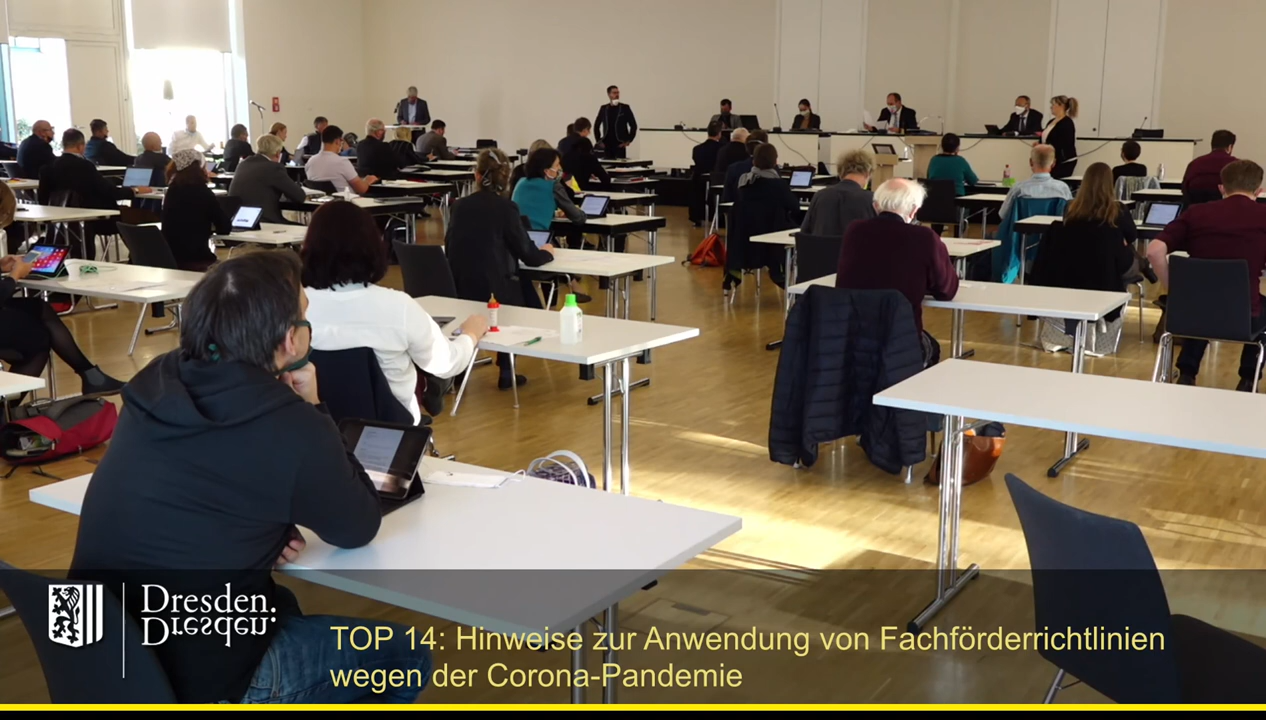 Dresden.
Dresden.
TOP 14: Hinweise zur Anwendung von Fachförderrichtlinien
wegen der Corona-Pandemie